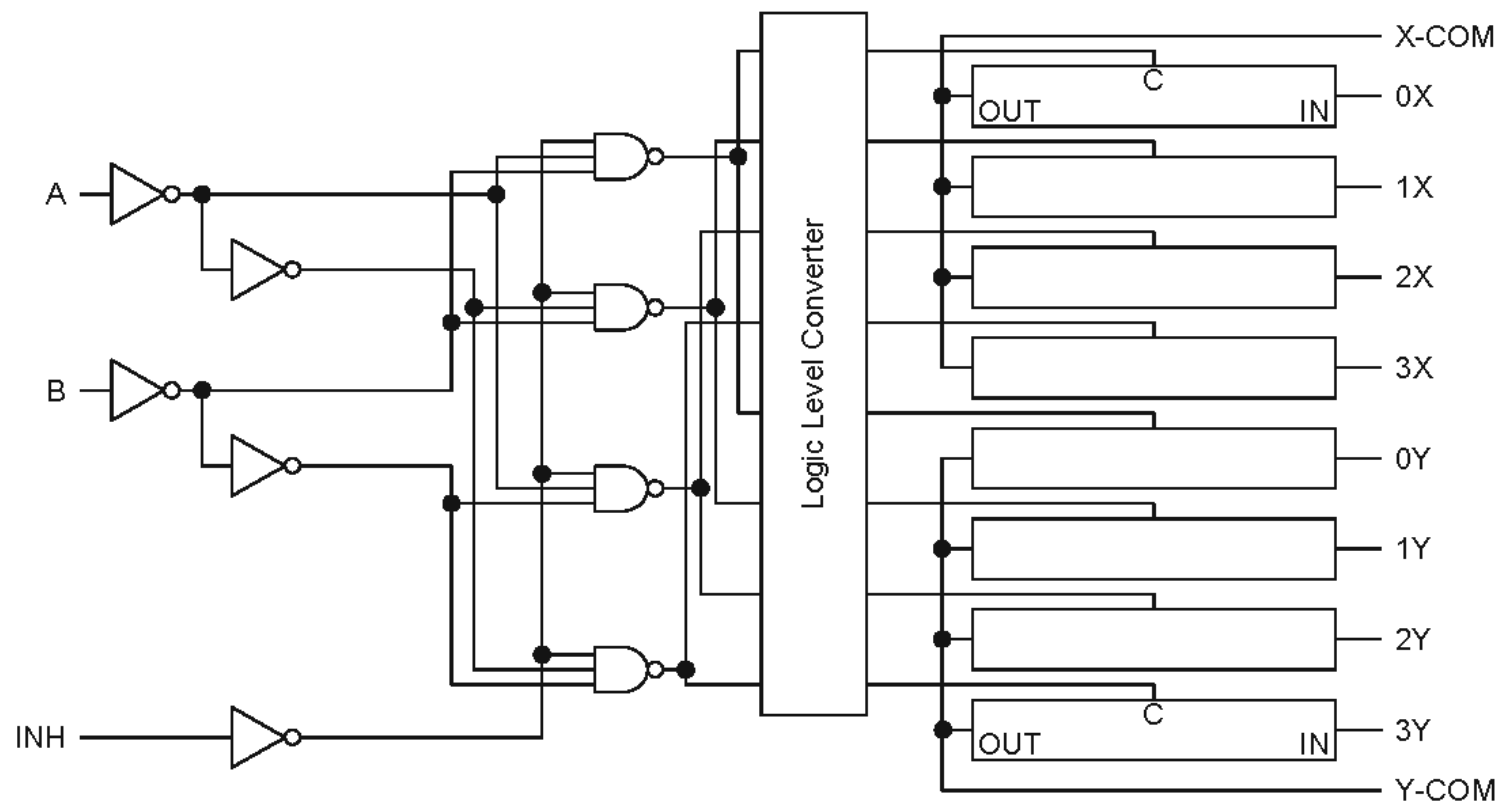 X-COM
C
OUT IN
0X
1X
A
2X
3X
B
Logic Level Converter
0Y
1Y
2Y
C
OUT IN
3Y
INH
Y-COM